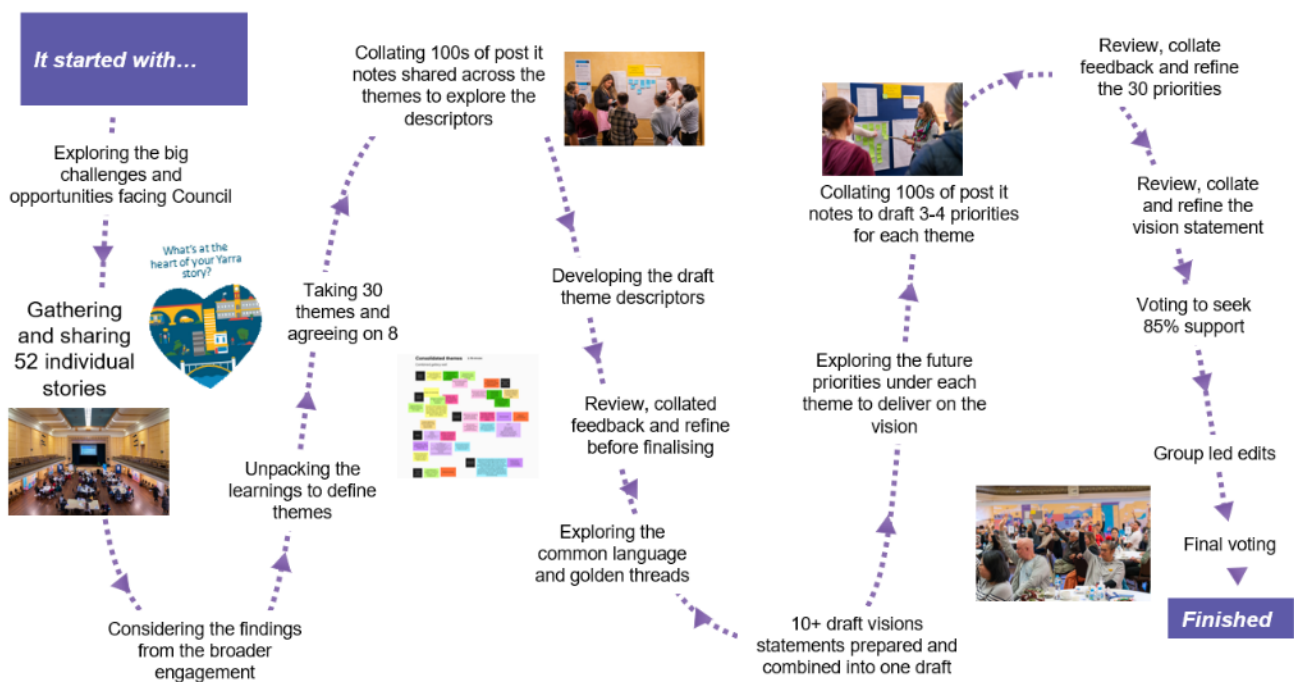 It started with…
Exploring the big
challenges and
opportunities facing Council
What's at the
heart of your Yarra
story?
Gathering
and sharing
52 individual
stories
Considering the findings
from the broader
engagement
Unpacking the
learnings to define
themes
Taking 30
themes and
agreeing on 8
Collating 100s of post it
notes shared across the
themes to explore the
descriptors
Consolidated themes
Developing the draft
theme descriptors
Review, collated
feedback and refine
before finalising
Exploring the
common language
and golden threads
10+ draft visions
statements prepared and
combined into one draft
Exploring the future
priorities under each
theme to deliver on the
vision
Collating 100s of post it
notes to draft 3-4 priorities
for each theme
Review, collate
feedback and refine
the 30 priorities
Review, collate
and refine the
vision statement
Voting to seek
85% support
Group led edits
Final voting
Finished